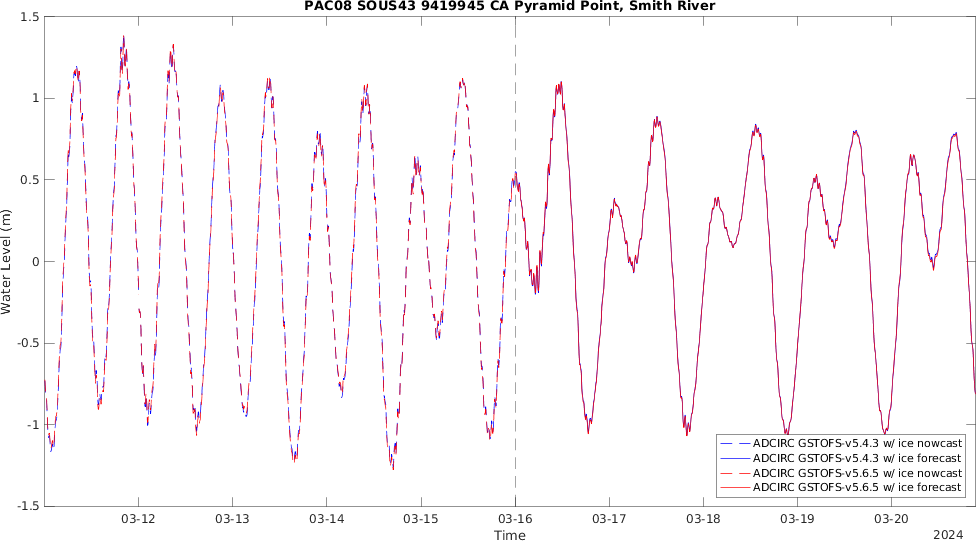 PAC08 SOUS43 9419945 CA Pyramid Point, Smith River
1.5
1
0.5
0
-0.5
-1
-1.5
Water Level (m)
03-12 03-13 03-14 03-15 03-16 03-17 03-18 03-19 03-20
Time
2024
ADCIRC GSTOFS-v5.4.3 w/ ice nowcast
ADCIRC GSTOFS-v5.4.3 w/ ice forecast
ADCIRC GSTOFS-v5.6.5 w/ ice nowcast
ADCIRC GSTOFS-v5.6.5 w/ ice forecast